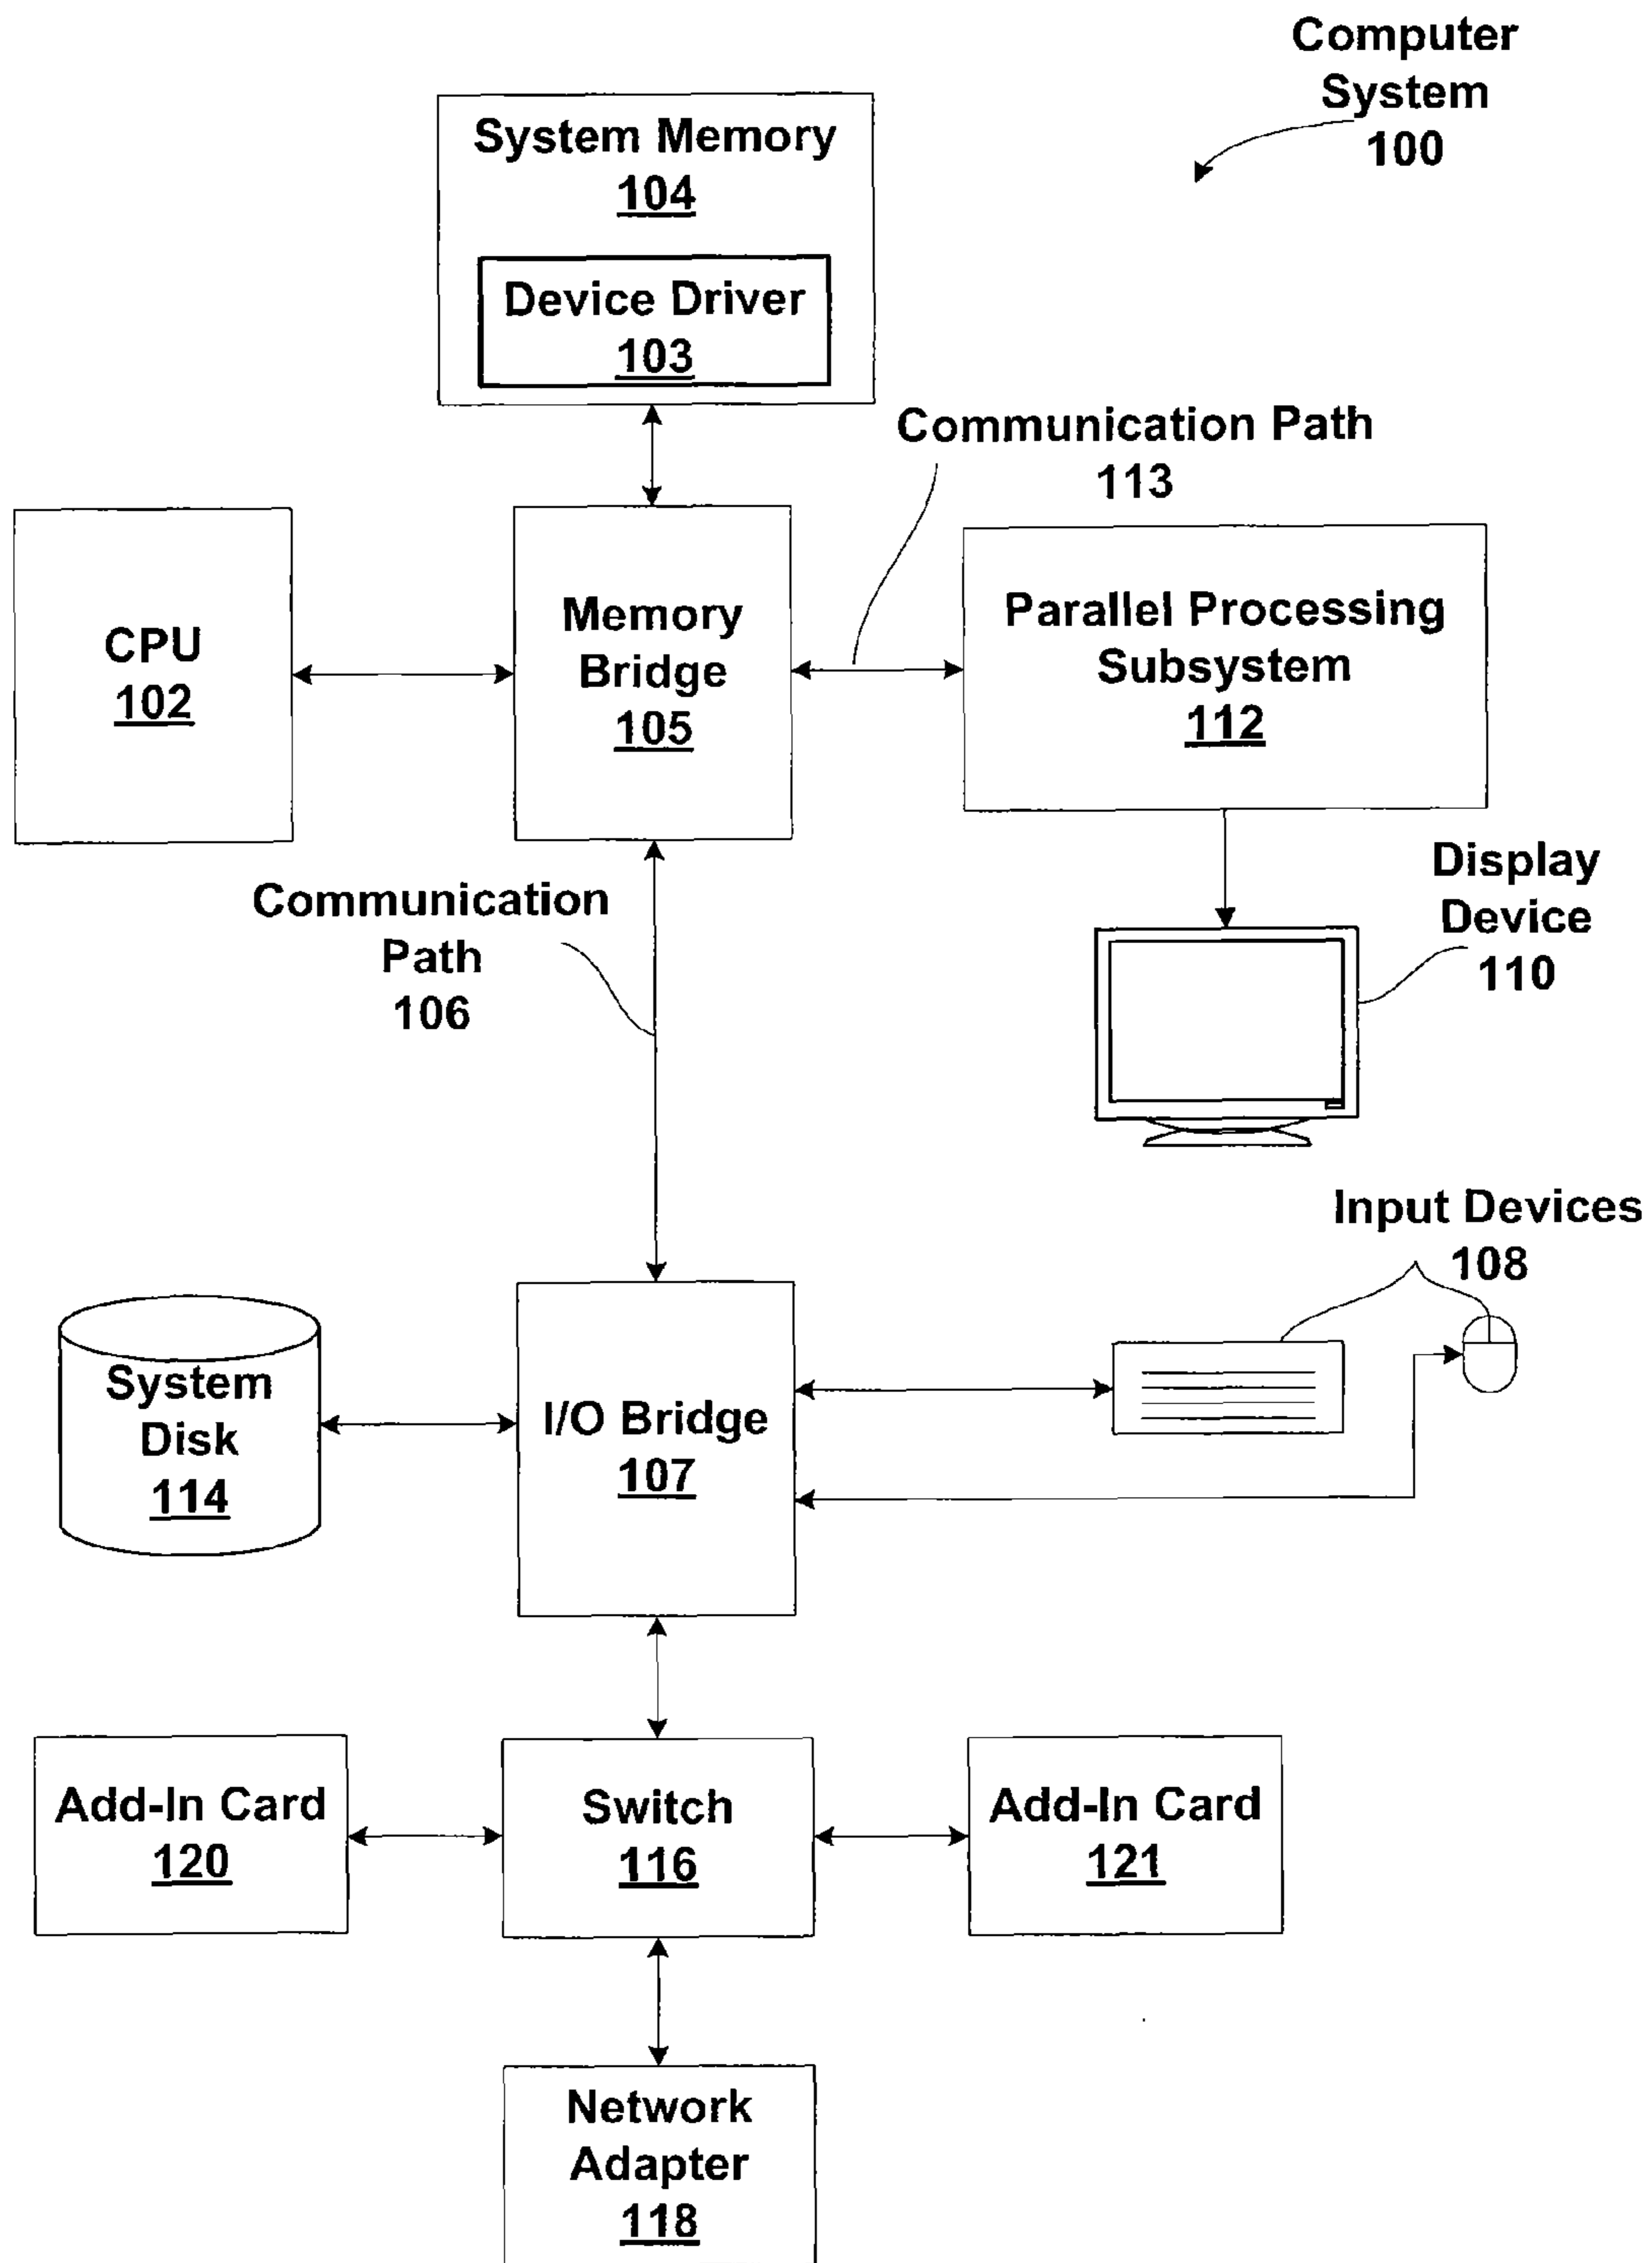 Computer
System
100
System Memory
104
Device Driver
103
Communication Path
113
CPU
102
Memory
Bridge
105
Parallel Processing
Subsystem
112
Communication
Path
106
Display
Device
110
Input Devices
108
System
Disk
114
I/O Bridge
107
Add-In Card
120
Switch
116
Add-In Card
121
Network
Adapter
118